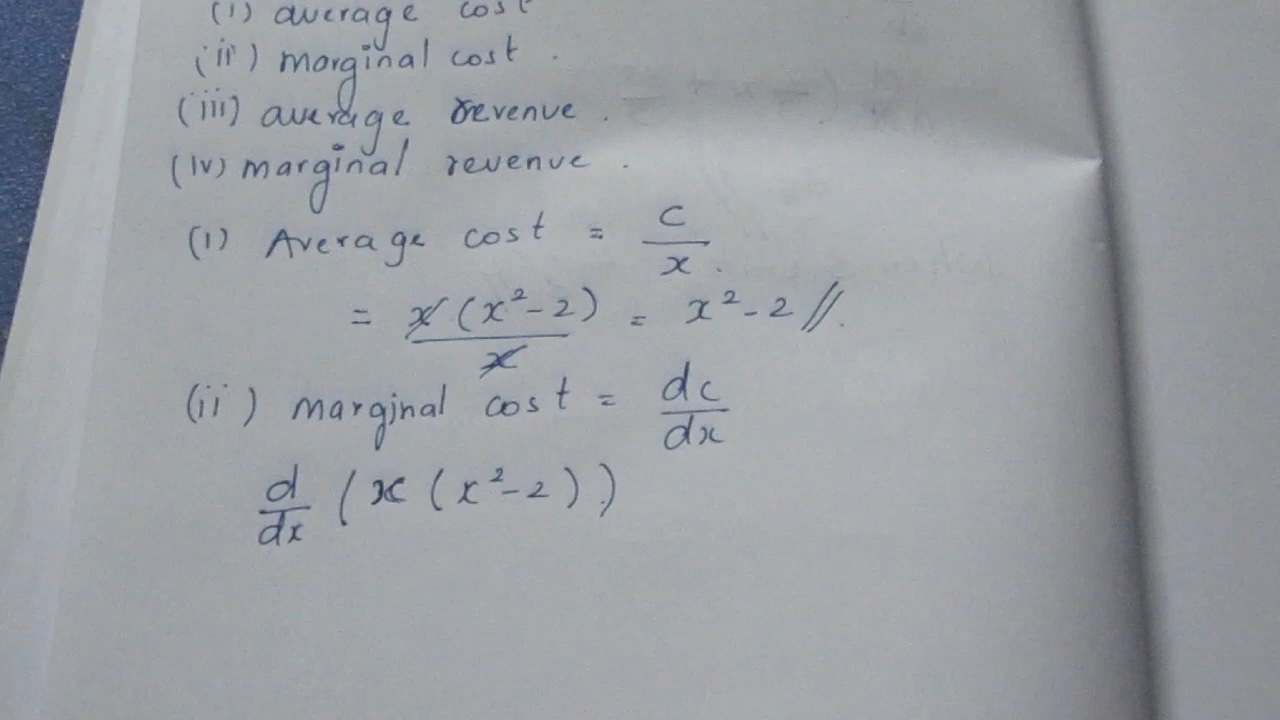 (i) average cost
(ii) marginal cost.
(iii) average revenue.
(iv) marginal revenue.
(1) Average cost = c/x.
= x(x²-2)/x = x²-2//.
(ii) marginal cost = dc/dx
d/dx (x(x²-2))